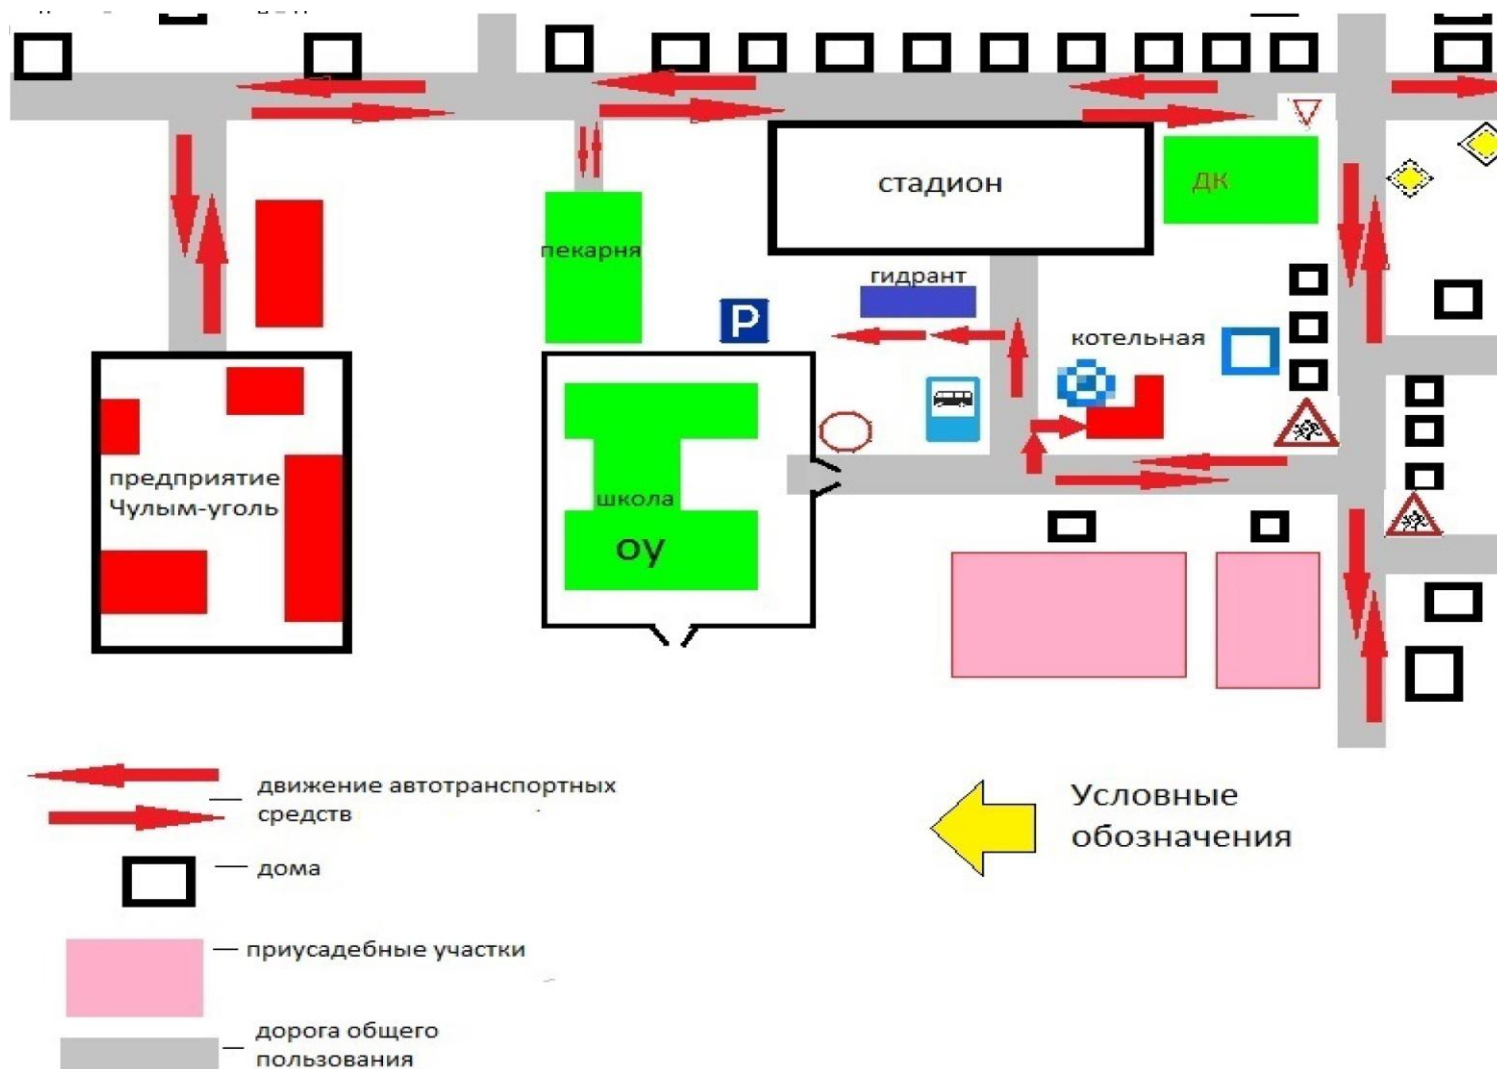 стадион
ДК
пекарня
гидрант
P
котельная
предприятие
Чулым-уголь
школа
ОУ
движение автотранспортных
средств
Условные
обозначения
дома
приусадебные участки
дорога общего
пользования